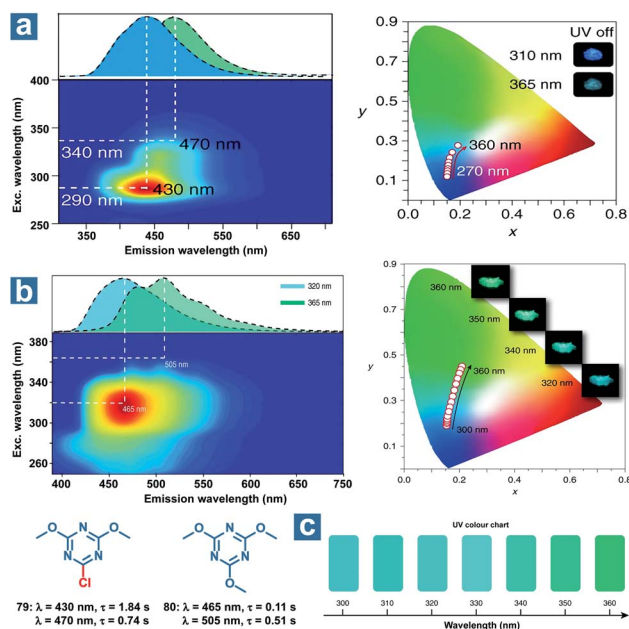 a
400
350
300
250
Exc. wavelength (nm)
340 nm
290 nm
470 nm
430 nm
350
450
550
650
Emission wavelength (nm)
0.9
0.7
0.5
0.3
0.1
y
UV off
310 nm
365 nm
360 nm
270 nm
0.0
0.2
0.4
0.6
0.8
x
b
320 nm
365 nm
380
340
300
260
Exc. wavelength (nm)
505 nm
465 nm
400
450
500
550
600
650
700
750
Emission wavelength (nm)
0.9
0.8
0.6
0.5
0.3
0.2
0.0
y
360 nm
350 nm
340 nm
320 nm
360 nm
300 nm
0.0
0.2
0.4
0.6
0.8
x
O
N
O
N
N
Cl
79: λ = 430 nm, τ = 1.84 s
λ = 470 nm, τ = 0.74 s
O
N
O
N
N
O
80: λ = 465 nm, τ = 0.11 s
λ = 505 nm, τ = 0.51 s
c
UV colour chart
300
310
320
330
340
350
360
Wavelength (nm)